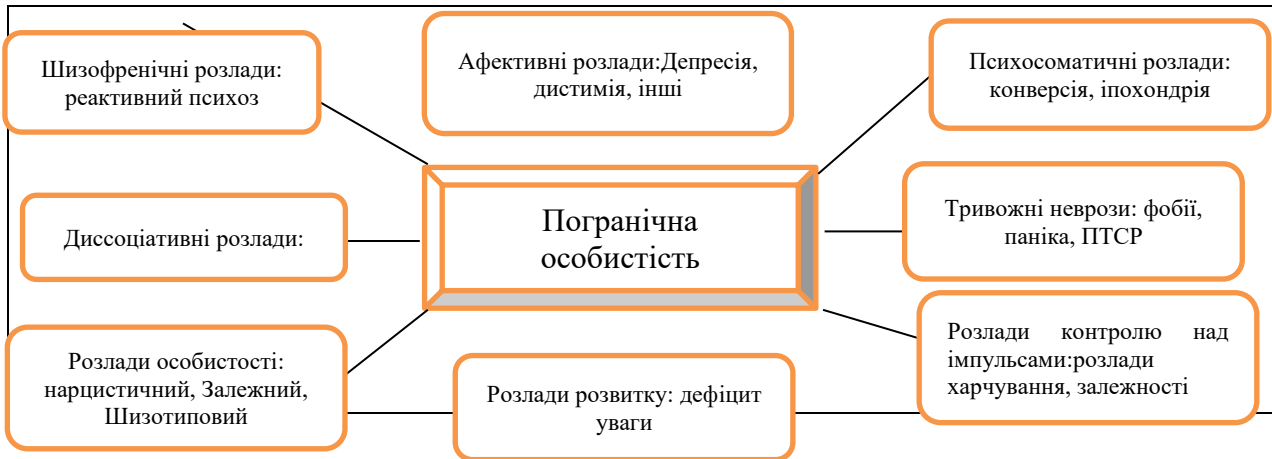 Шизофренічні розлади:
реактивний психоз
Афективні розлади:Депресія,
дистимія, інші
Психосоматичні розлади:
конверсія, іпохондрія
Диссоціативні розлади:
Погранічна
особистість
Тривожні неврози: фобії,
паніка, ПТСР
Розлади особистості:
нарцистичний, Залежний,
Шизотиповий
Розлади розвитку: дефіцит
уваги
Розлади контролю над
імпульсами:розлади
харчування, залежності